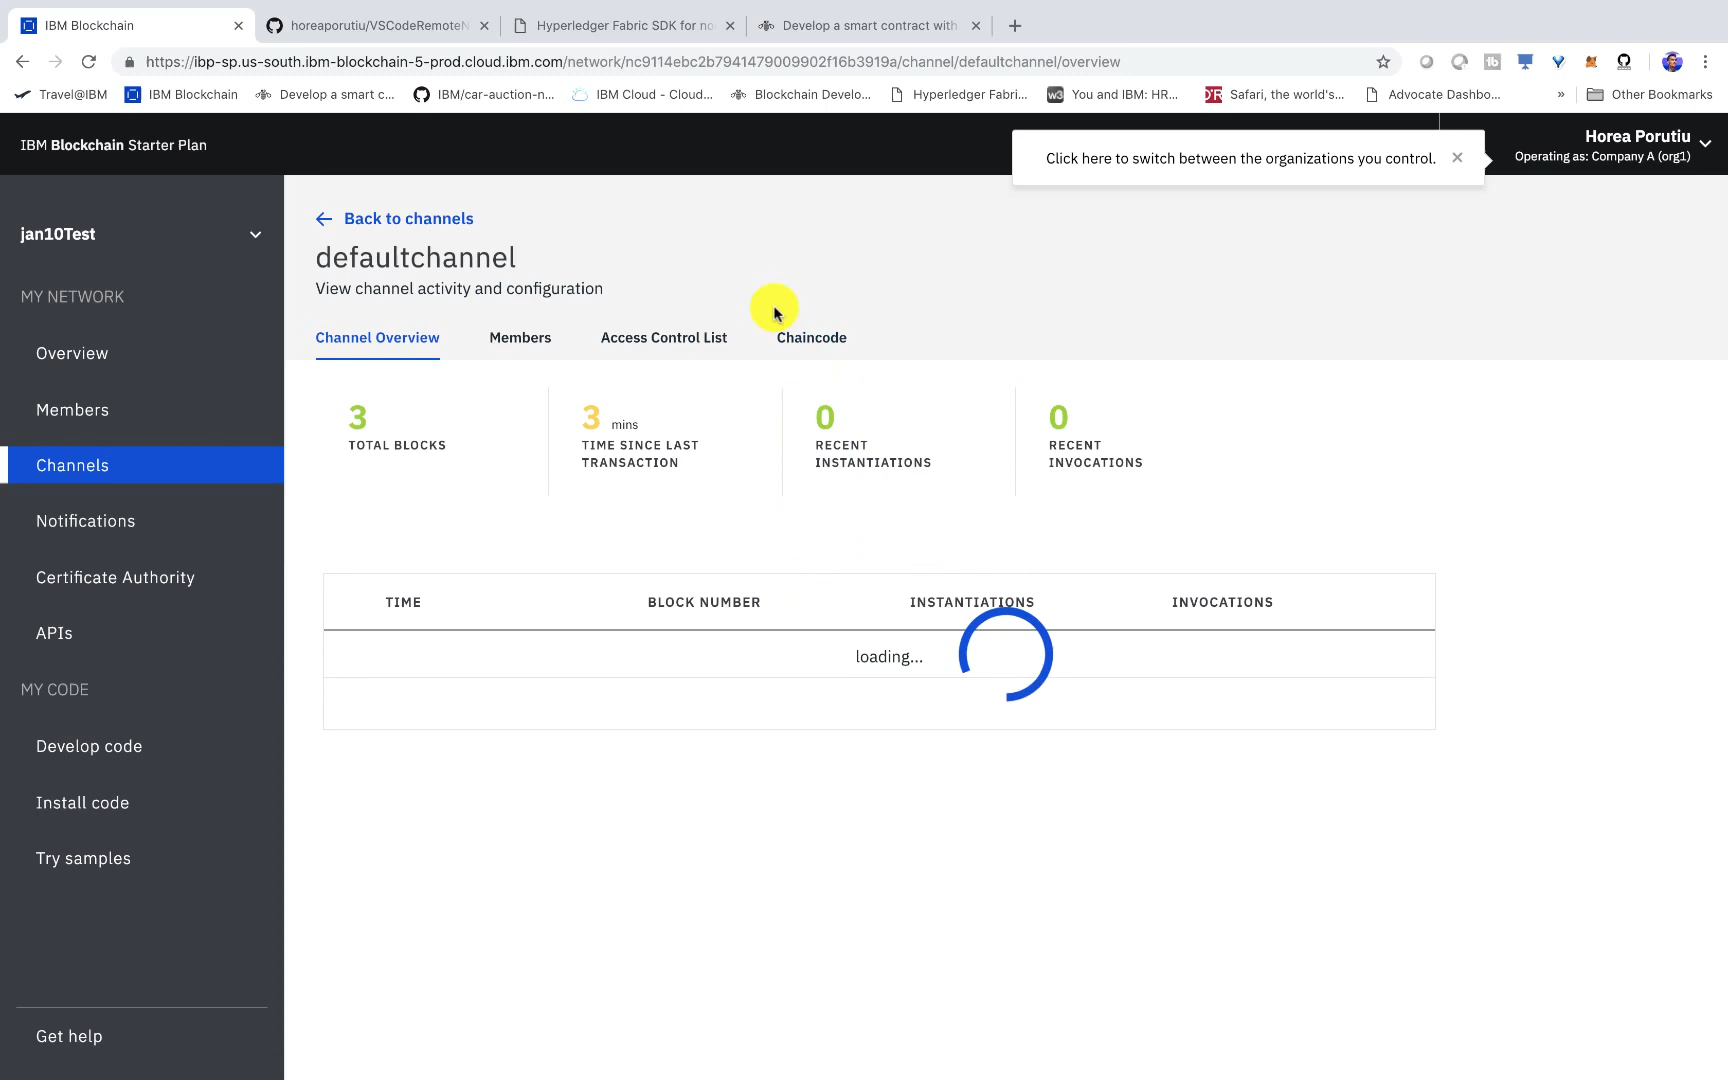 IBM Blockchain
horeaporutiu/VSCodeRemoteN
Hyperledger Fabric SDK for no
Develop a smart contract with
https://ibp-sp.us-south.ibm-blockchain-5-prod.cloud.ibm.com/network/nc9114ebc2b7941479009902f16b3919a/channel/defaultchannel/overview
Travel@IBM
IBM Blockchain
Develop a smart c...
IBM/car-auction-n...
IBM Cloud - Cloud...
Blockchain Develo...
Hyperledger Fabri...
w3
You and IBM: HR...
Safari, the world's...
Advocate Dashbo...
»
Other Bookmarks
IBM Blockchain Starter Plan
Click here to switch between the organizations you control.
Horea Porutiu
Operating as: Company A (org1)
jan10Test
MY NETWORK
Overview
Members
Channels
Notifications
Certificate Authority
APIs
MY CODE
Develop code
Install code
Try samples
Get help
Back to channels
defaultchannel
View channel activity and configuration
Channel Overview
Members
Access Control List
Chaincode
3
TOTAL BLOCKS
3 mins
TIME SINCE LAST
TRANSACTION
0
RECENT
INSTANTIATIONS
0
RECENT
INVOCATIONS
TIME
BLOCK NUMBER
INSTANTIATIONS
INVOCATIONS
loading...